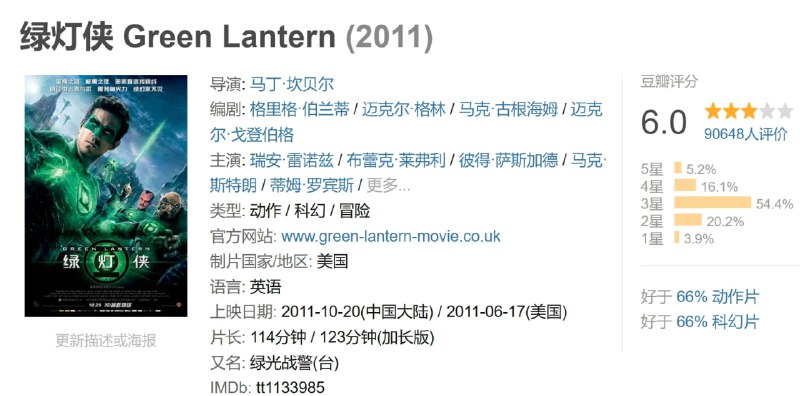 绿灯侠 Green Lantern (2011)
GREEN LANTERN
绿灯侠
更新描述或海报
导演: 马丁·坎贝尔
编剧: 格里格·伯兰蒂 / 迈克尔·格林 / 马克·古根海姆 / 迈克
尔·戈登伯格
主演: 瑞安·雷诺兹 / 布蕾克·莱弗利 / 彼得·萨斯加德 / 马克·
斯特朗 / 蒂姆·罗宾斯 / 更多...
类型: 动作 / 科幻 / 冒险
官方网站: www.green-lantern-movie.co.uk
制片国家/地区: 美国
语言: 英语
上映日期: 2011-10-20(中国大陆) / 2011-06-17(美国)
片长: 114分钟 / 123分钟(加长版)
又名: 绿光战警(台)
IMDb: tt1133985
豆瓣评分
6.0
90648人评价
5星 5.2%
4星 16.1%
3星 54.4%
2星 20.2%
1星 3.9%
好于 66% 动作片
好于 66% 科幻片